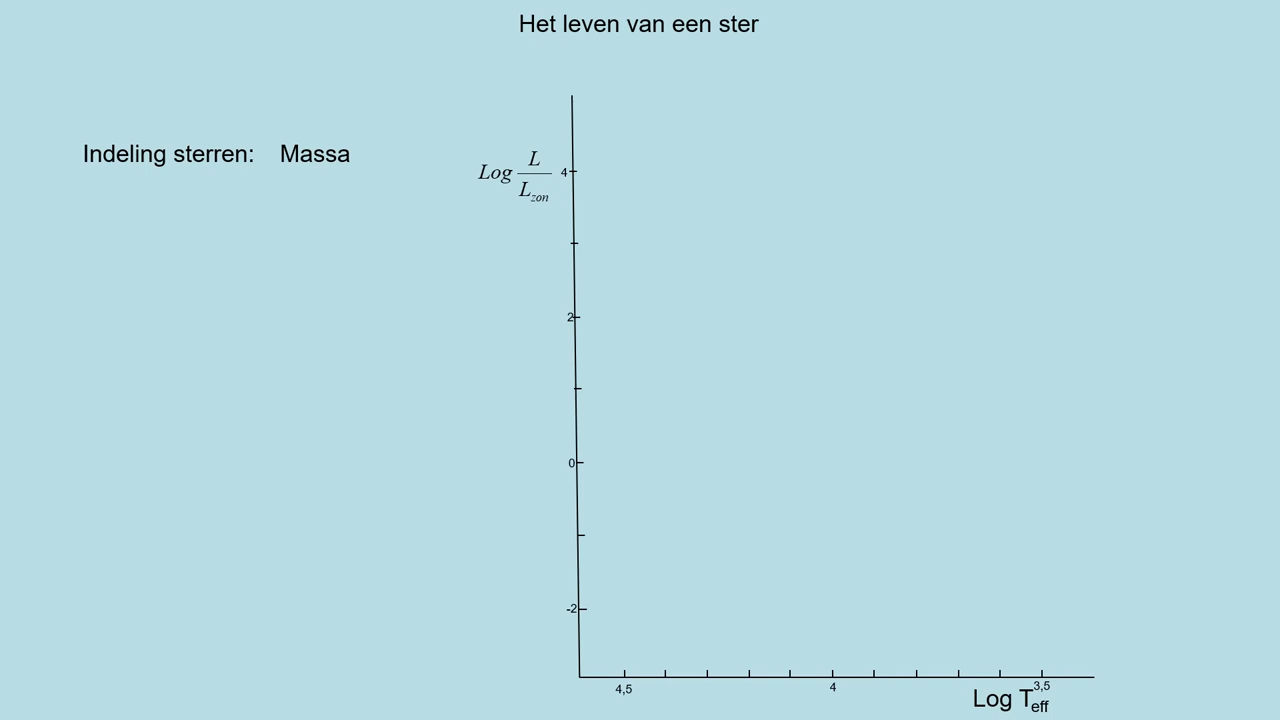 Het leven van een ster
Indeling sterren: Massa
Log L / L_zon
4
2
0
-2
4,5
4
3,5
Log T_eff